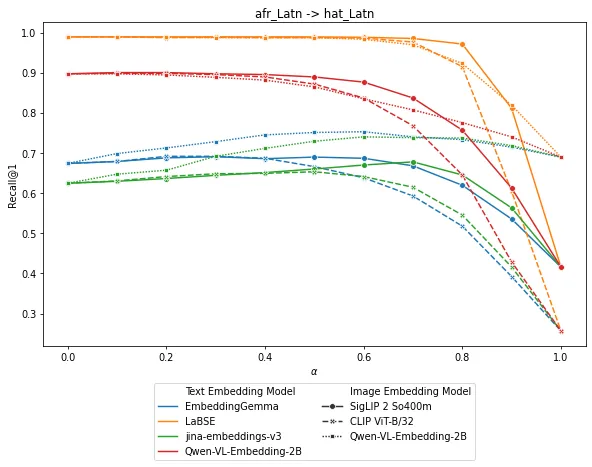 afr_Latn -> hat_Latn
1.0
0.9
0.8
0.7
0.6
0.5
0.4
0.3
Recall@1
0.0 0.2 0.4 0.6 0.8 1.0
α
Text Embedding Model Image Embedding Model
EmbeddingGemma SigLIP 2 So400m
LaBSE CLIP ViT-B/32
jina-embeddings-v3 Qwen-VL-Embedding-2B
Qwen-VL-Embedding-2B